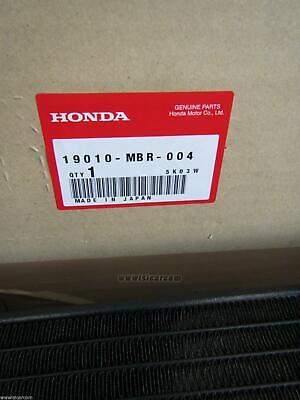 HONDA
GENUINE PARTS
Honda Motor Co., Ltd.
19010-MBR-004
QTY 1
5K03W
MADE IN JAPAN